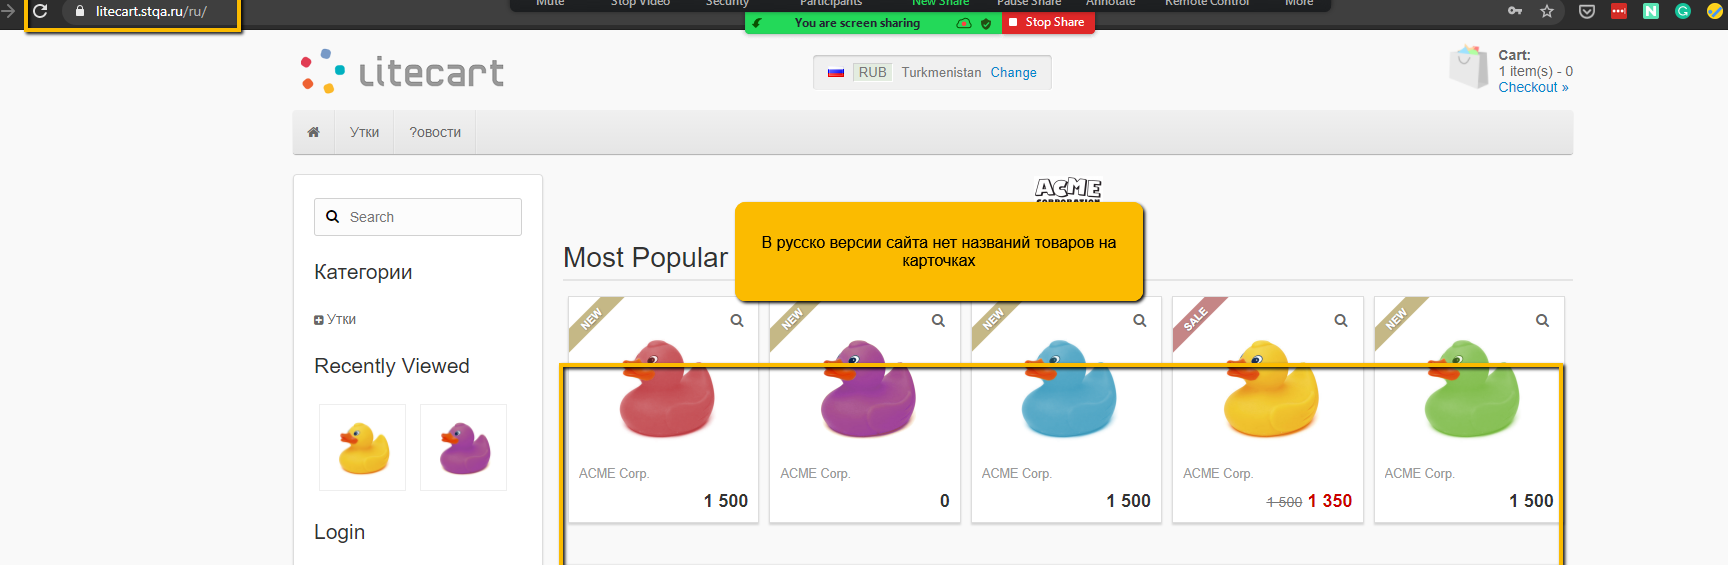 Mute Stop Video Security Participants New Share Pause Share Annotate Remote Control More
litecart.stqa.ru/ru/
You are screen sharing Stop Share
Litecart
RUB Turkmenistan Change
Cart:
1 item(s) - 0
Checkout »
Утки ?овости
ACME
CORPORATION
Search
В русско версии сайта нет названий товаров на
карточках
Most Popular
Категории
Утки
NEW NEW NEW SALE NEW
Recently Viewed
ACME Corp. ACME Corp. ACME Corp. ACME Corp. ACME Corp.
1 500 0 1 500 1 500 1 350 1 500
Login